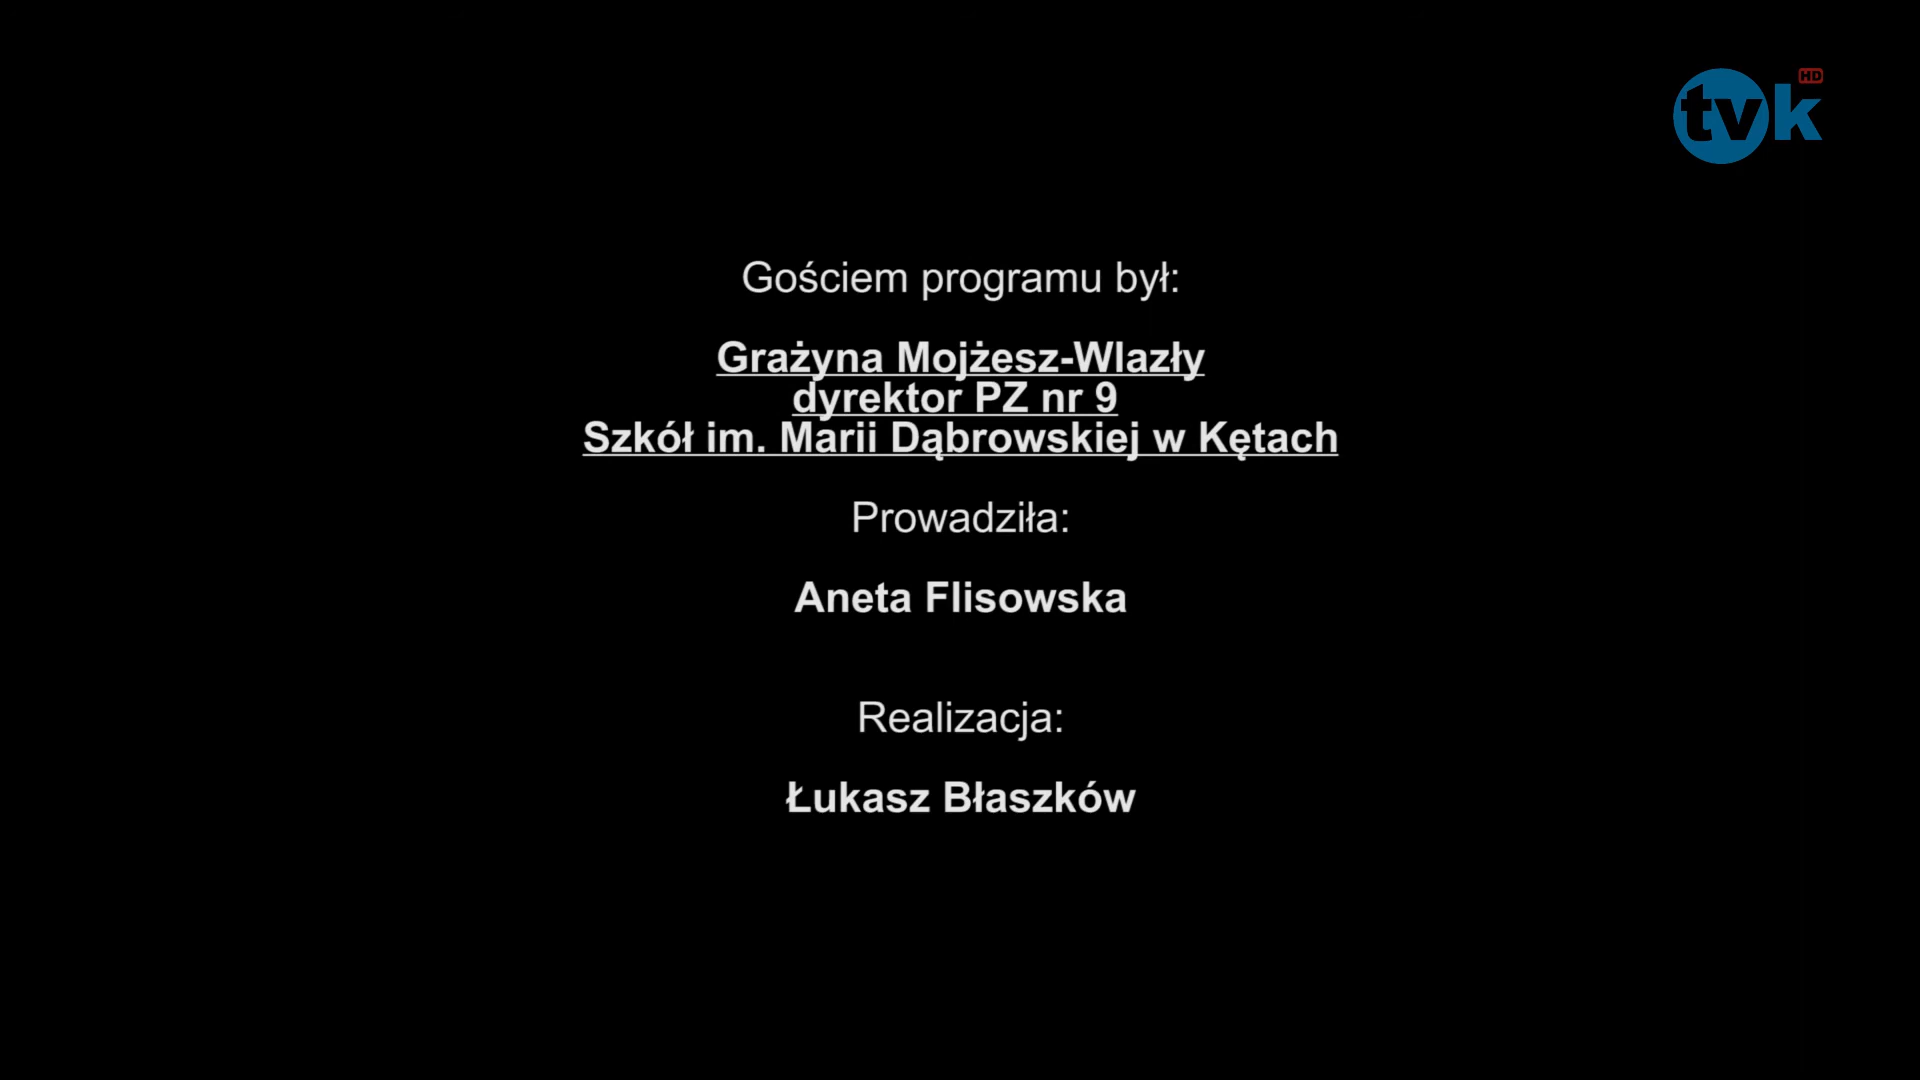 tvk HD
Gościem programu był:
Grażyna Mojżesz-Wlazły
dyrektor PZ nr 9
Szkół im. Marii Dąbrowskiej w Kętach
Prowadziła:
Aneta Flisowska
Realizacja:
Łukasz Błaszków